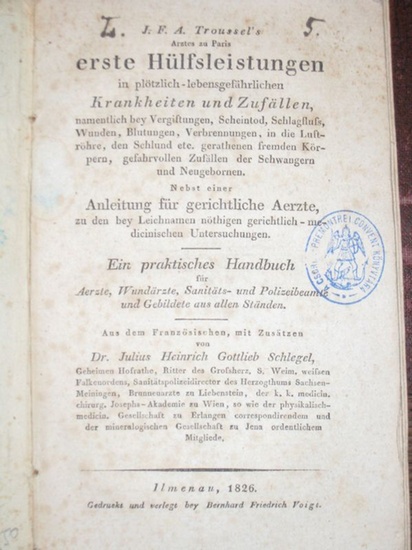 L. 5.
J. F. A. Troussel's
Arztes zu Paris
erste Hülfsleistungen
in plötzlich-lebensgefährlichen
Krankheiten und Zufällen,
namentlich bey Vergiftungen, Scheintod, Schlagfluſs,
Wunden, Blutungen, Verbrennungen, in die Luft-
röhre, den Schlund etc. gerathenen fremden Kör-
pern, gefahrvollen Zufällen der Schwangern
und Neugebornen.
Nebst einer
Anleitung für gerichtliche Aerzte,
zu den bey Leichnamen nöthigen gerichtlich-me-
dicinischen Untersuchungen.
Ein praktisches Handbuch
für
Aerzte, Wundärzte, Sanitäts- und Polizeibeamte
und Gebildete aus allen Ständen.
Aus dem Französischen, mit Zusätzen
von
Dr. Julius Heinrich Gottlieb Schlegel,
Geheimen Hofrathe, Ritter des Grofsherz. S. Weim. weifsen
Falkenordens, Sanitätspolizeidirector des Herzogthums Sachsen-
Meiningen, Brunnenarzte zu Liebenstein, der k. k. medicin.
chirurg. Josephs-Akademie zu Wien, so wie der physikalisch-
medicin. Gesellschaft zu Erlangen correspondirendem und
der mineralogischen Gesellschaft zu Jena ordentlichem
Mitgliede.
Ilmenau, 1826.
Gedruckt und verlegt bey Bernhard Friedrich Voigt.